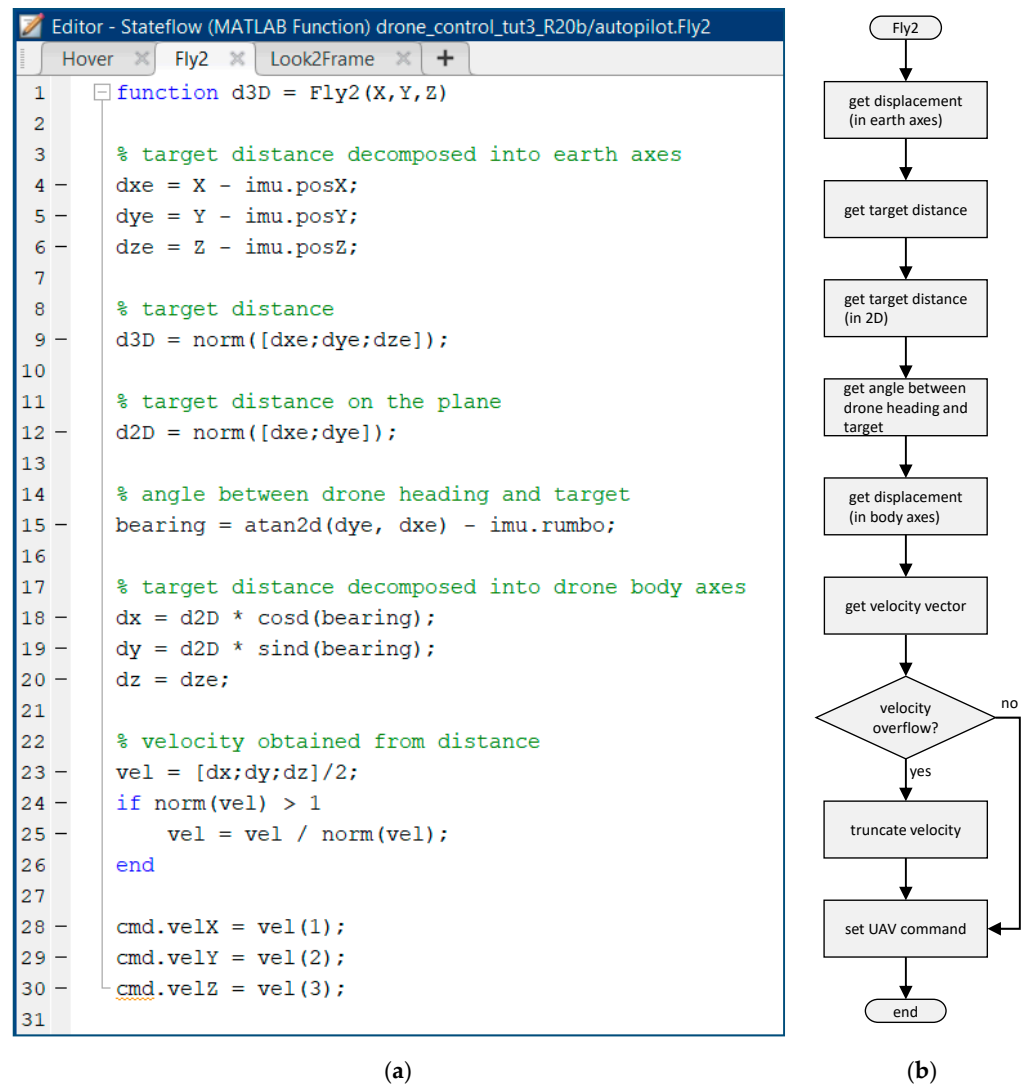 Editor - Stateflow (MATLAB Function) drone_control_tut3_R20b/autopilot.Fly2
Hover Fly2 Look2Frame +
1 function d3D = Fly2(X,Y,Z)
2
3 % target distance decomposed into earth axes
4 – dxe = X - imu.posX;
5 – dye = Y - imu.posY;
6 – dze = Z - imu.posZ;
7
8 % target distance
9 – d3D = norm([dxe;dye;dze]);
10
11 % target distance on the plane
12 – d2D = norm([dxe;dye]);
13
14 % angle between drone heading and target
15 – bearing = atan2d(dye, dxe) - imu.rumbo;
16
17 % target distance decomposed into drone body axes
18 – dx = d2D * cosd(bearing);
19 – dy = d2D * sind(bearing);
20 – dz = dze;
21
22 % velocity obtained from distance
23 – vel = [dx;dy;dz]/2;
24 – if norm(vel) > 1
25 – vel = vel / norm(vel);
26 end
27
28 – cmd.velX = vel(1);
29 – cmd.velY = vel(2);
30 – cmd.velZ = vel(3);
31
(a)
Fly2
get displacement
(in earth axes)
get target distance
get target distance
(in 2D)
get angle between
drone heading and
target
get displacement
(in body axes)
get velocity vector
velocity
overflow?
no
yes
truncate velocity
set UAV command
end
(b)